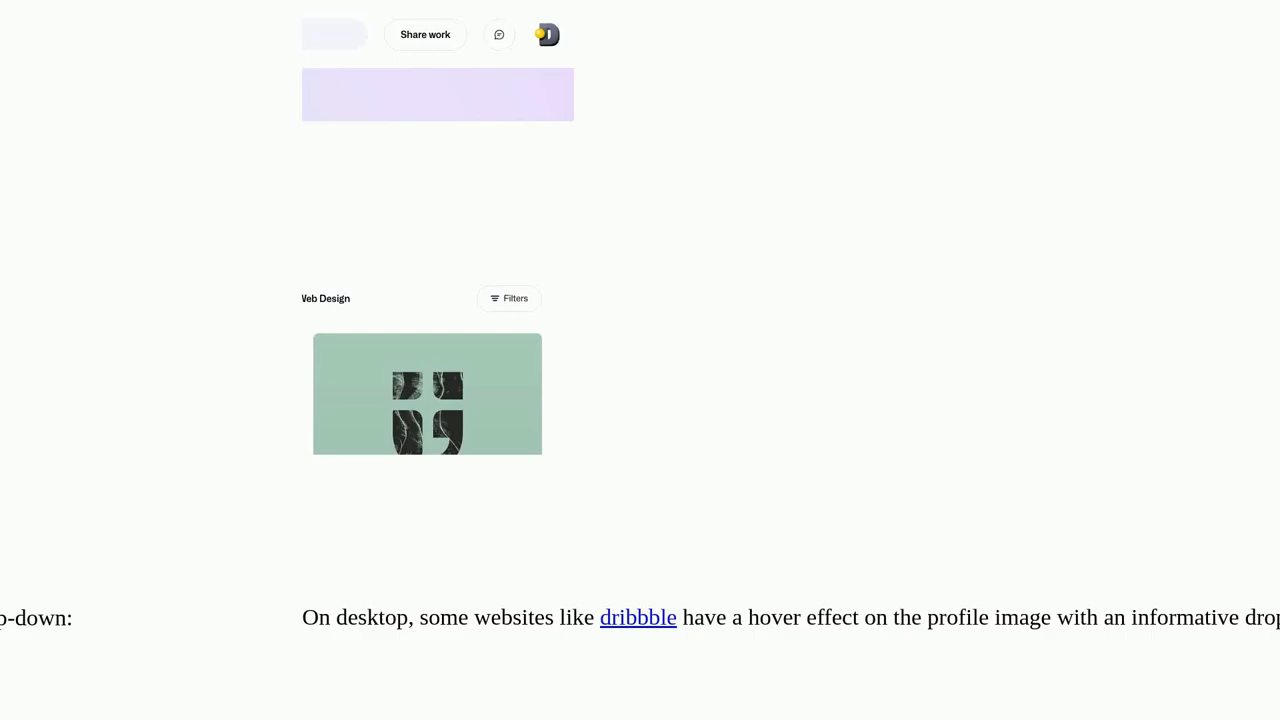 Share work
Web Design
Filters
p-down:
On desktop, some websites like dribbble have a hover effect on the profile image with an informative drop